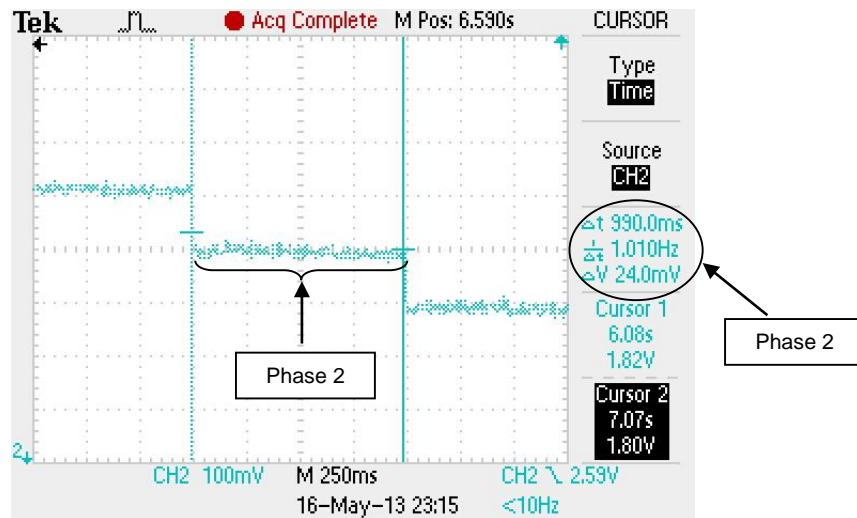 Tek Acq Complete M Pos: 6.590s CURSOR
Type
Time
Source
CH2
Δt 990.0ms
1/Δt 1.010Hz
ΔV 24.0mV
Cursor 1
6.08s
1.82V
Cursor 2
7.07s
1.80V
Phase 2
Phase 2
2
CH2 100mV M 250ms CH2 \ 2.59V
16-May-13 23:15 <10Hz